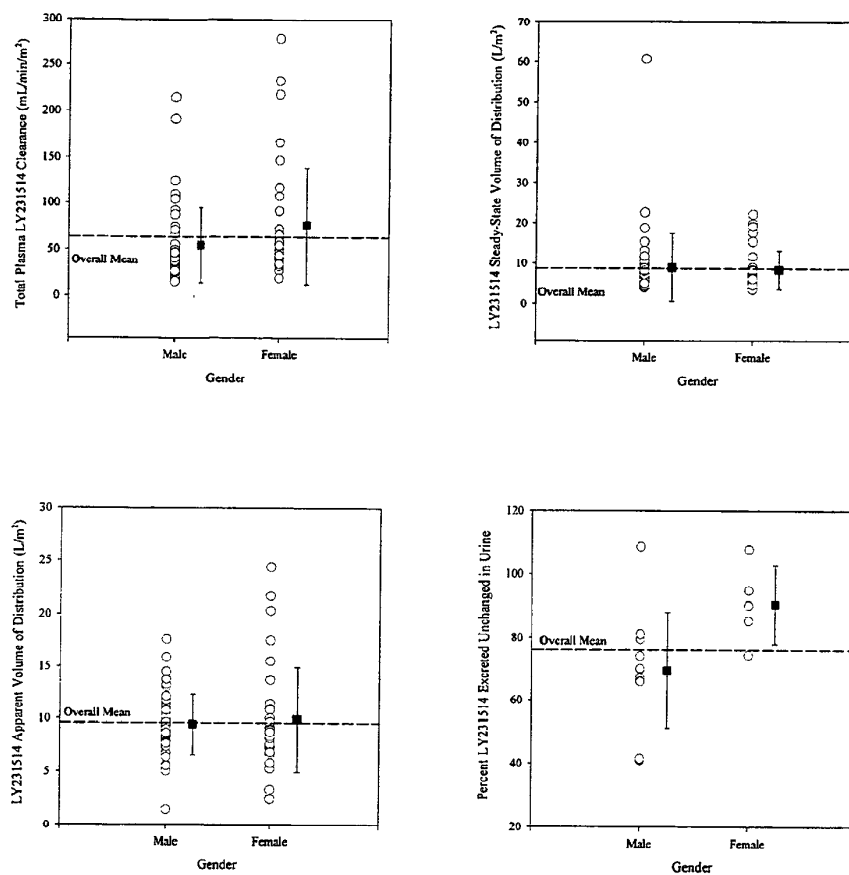 Total Plasma LY231514 Clearance (mL/min/m²)
300
250
200
150
100
50
0
Overall Mean
Male
Female
Gender
LY231514 Steady-State Volume of Distribution (L/m²)
70
60
50
40
30
20
10
0
Overall Mean
Male
Female
Gender
LY231514 Apparent Volume of Distribution (L/m²)
30
25
20
15
10
5
0
Overall Mean
Male
Female
Gender
Percent LY231514 Excreted Unchanged in Urine
120
100
80
60
40
20
Overall Mean
Male
Female
Gender